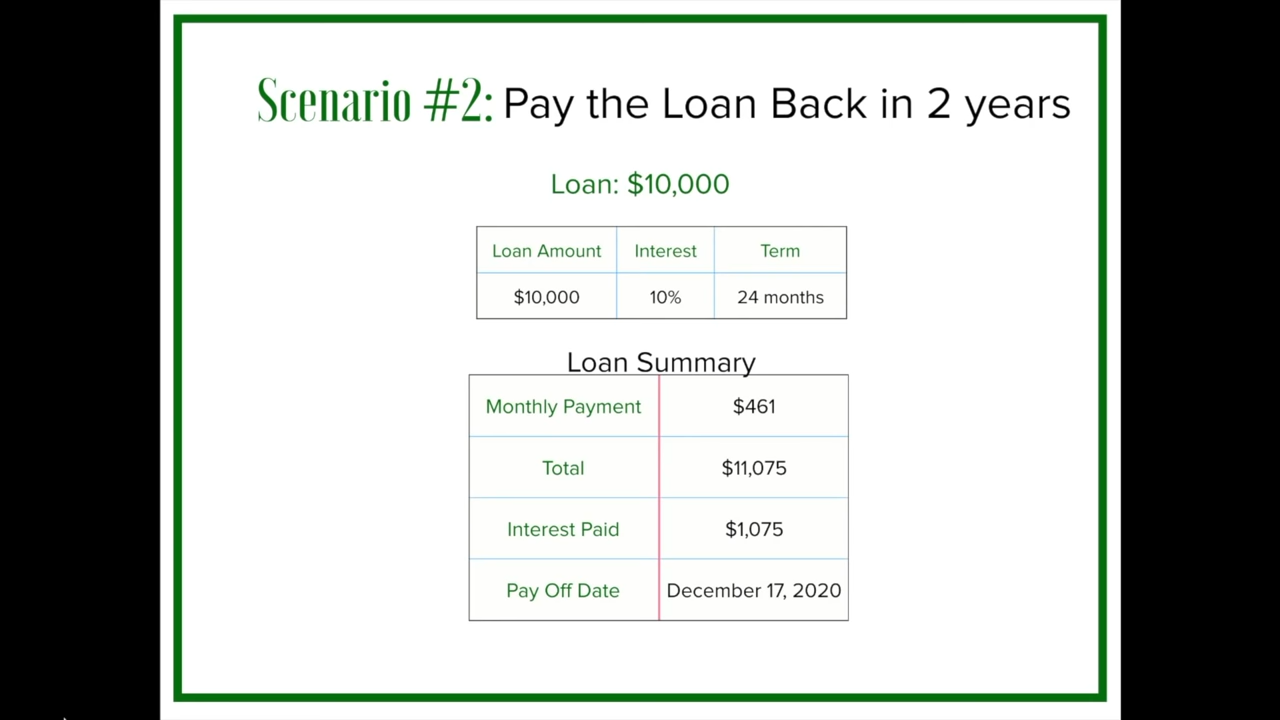 Scenario #2: Pay the Loan Back in 2 years
Loan: $10,000
Loan Amount Interest Term
$10,000 10% 24 months
Loan Summary
Monthly Payment $461
Total $11,075
Interest Paid $1,075
Pay Off Date December 17, 2020